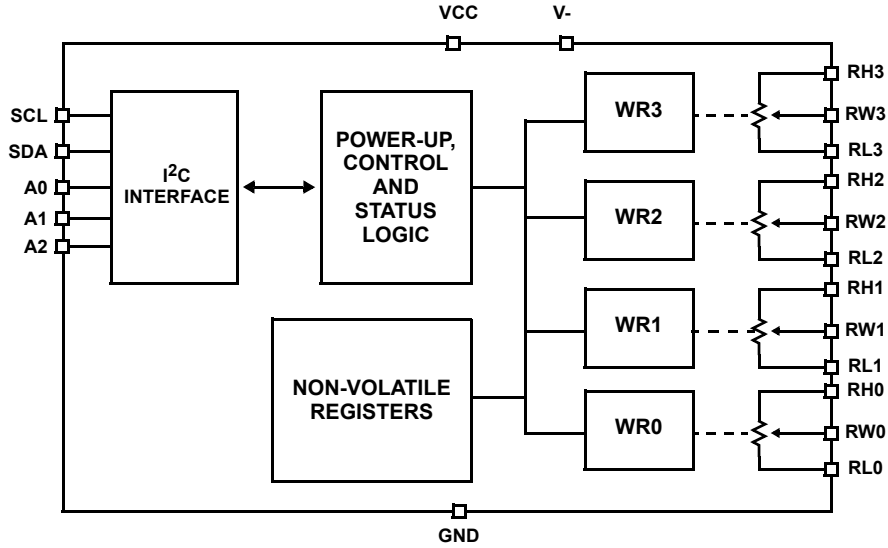 VCC
V-
SCL
SDA
A0
A1
A2
I²C
INTERFACE
POWER-UP,
CONTROL
AND
STATUS
LOGIC
NON-VOLATILE
REGISTERS
WR3
WR2
WR1
WR0
RH3
RW3
RL3
RH2
RW2
RL2
RH1
RW1
RL1
RH0
RW0
RL0
GND